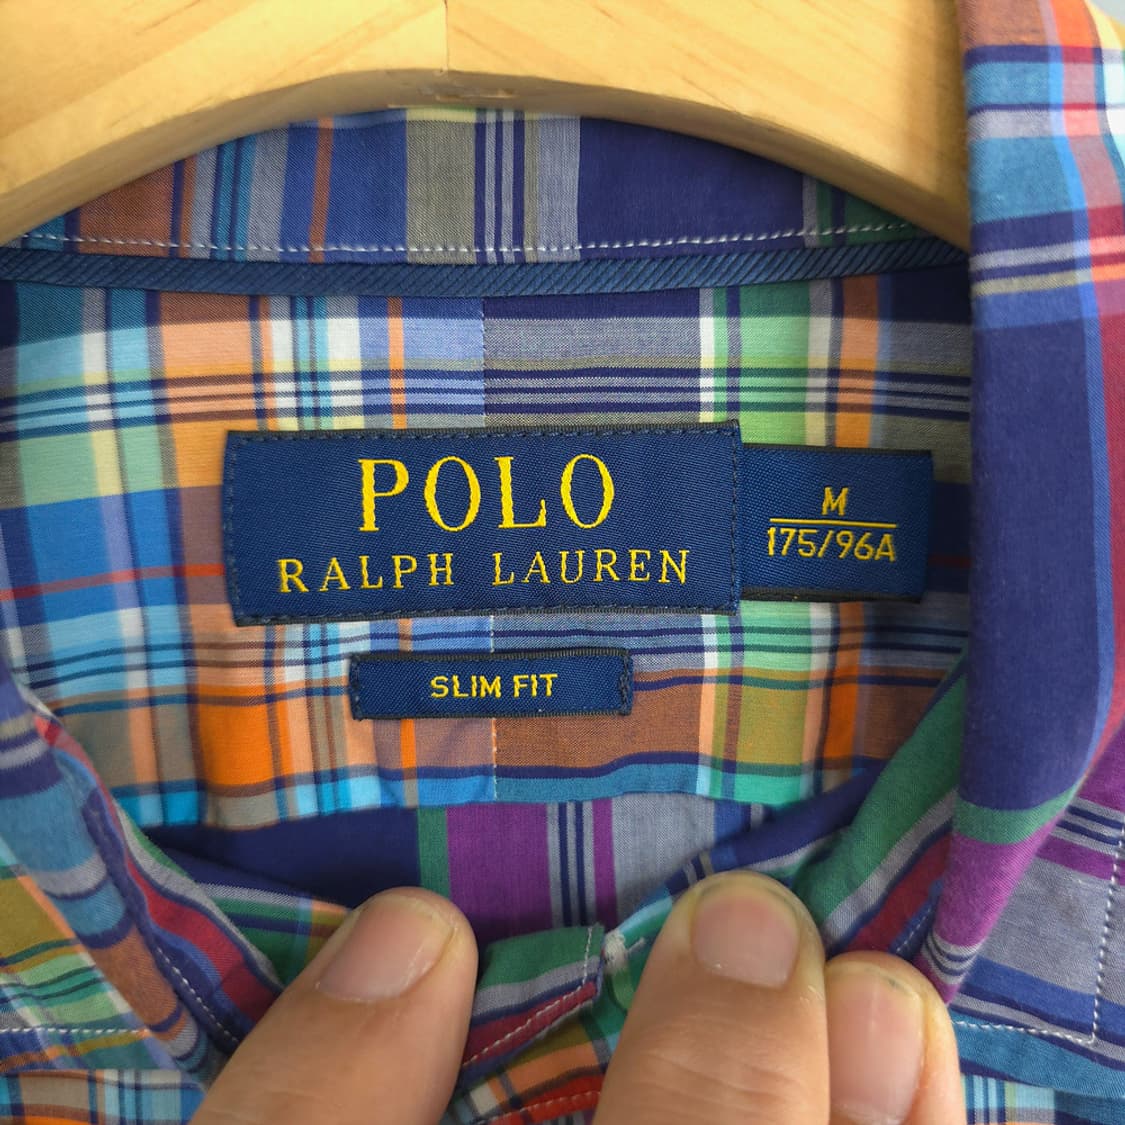 POLO
RALPH LAUREN
M
175/96A
SLIM FIT